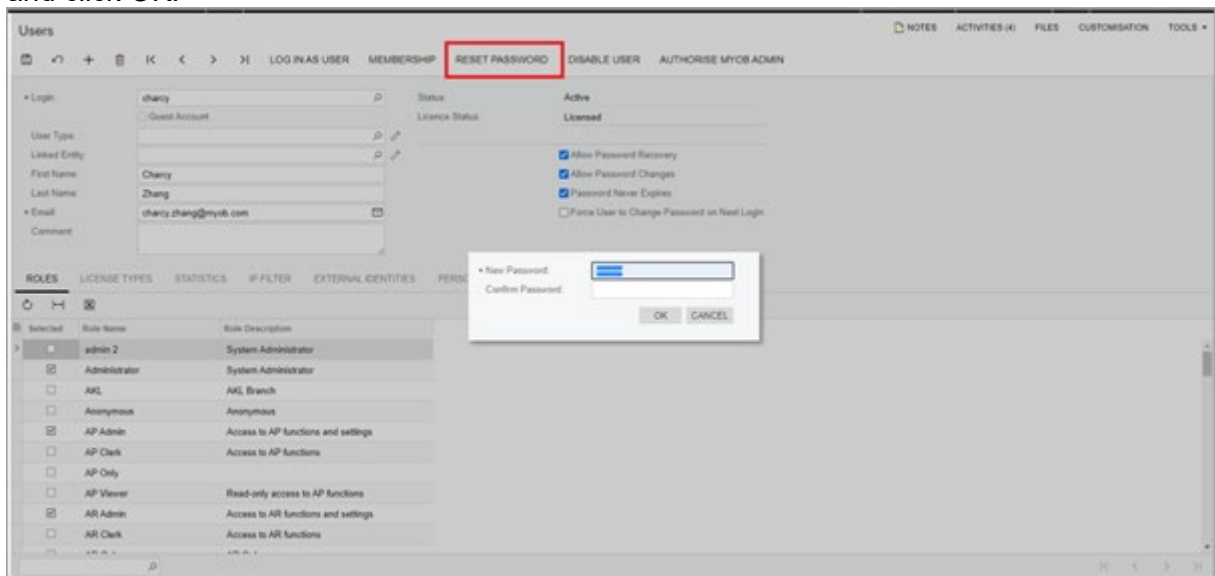 Users NOTES ACTIVITIES (4) FILES CUSTOMISATION TOOLS
LOG IN AS USER MEMBERSHIP RESET PASSWORD DISABLE USER AUTHORISE MYOB ADMIN
Login: charcy Status: Active
Guest Account Licence Status: Licensed
User Type:
Linked Entity: Allow Password Recovery
First Name: Charcy Allow Password Changes
Last Name: Zhang Password Never Expires
Email: charcy.zhang@myob.com Force User to Change Password on Next Login
Comment:
New Password:
Confirm Password:
OK CANCEL
ROLES LICENSE TYPES STATISTICS IP FILTER EXTERNAL IDENTITIES
Selected Role Name Role Description
admin 2 System Administrator
Administrator System Administrator
AKL AKL Branch
Anonymous Anonymous
AP Admin Access to AP functions and settings
AP Clerk Access to AP functions
AP Only
AP Viewer Read-only access to AP functions
AR Admin Access to AR functions and settings
AR Clerk Access to AR functions